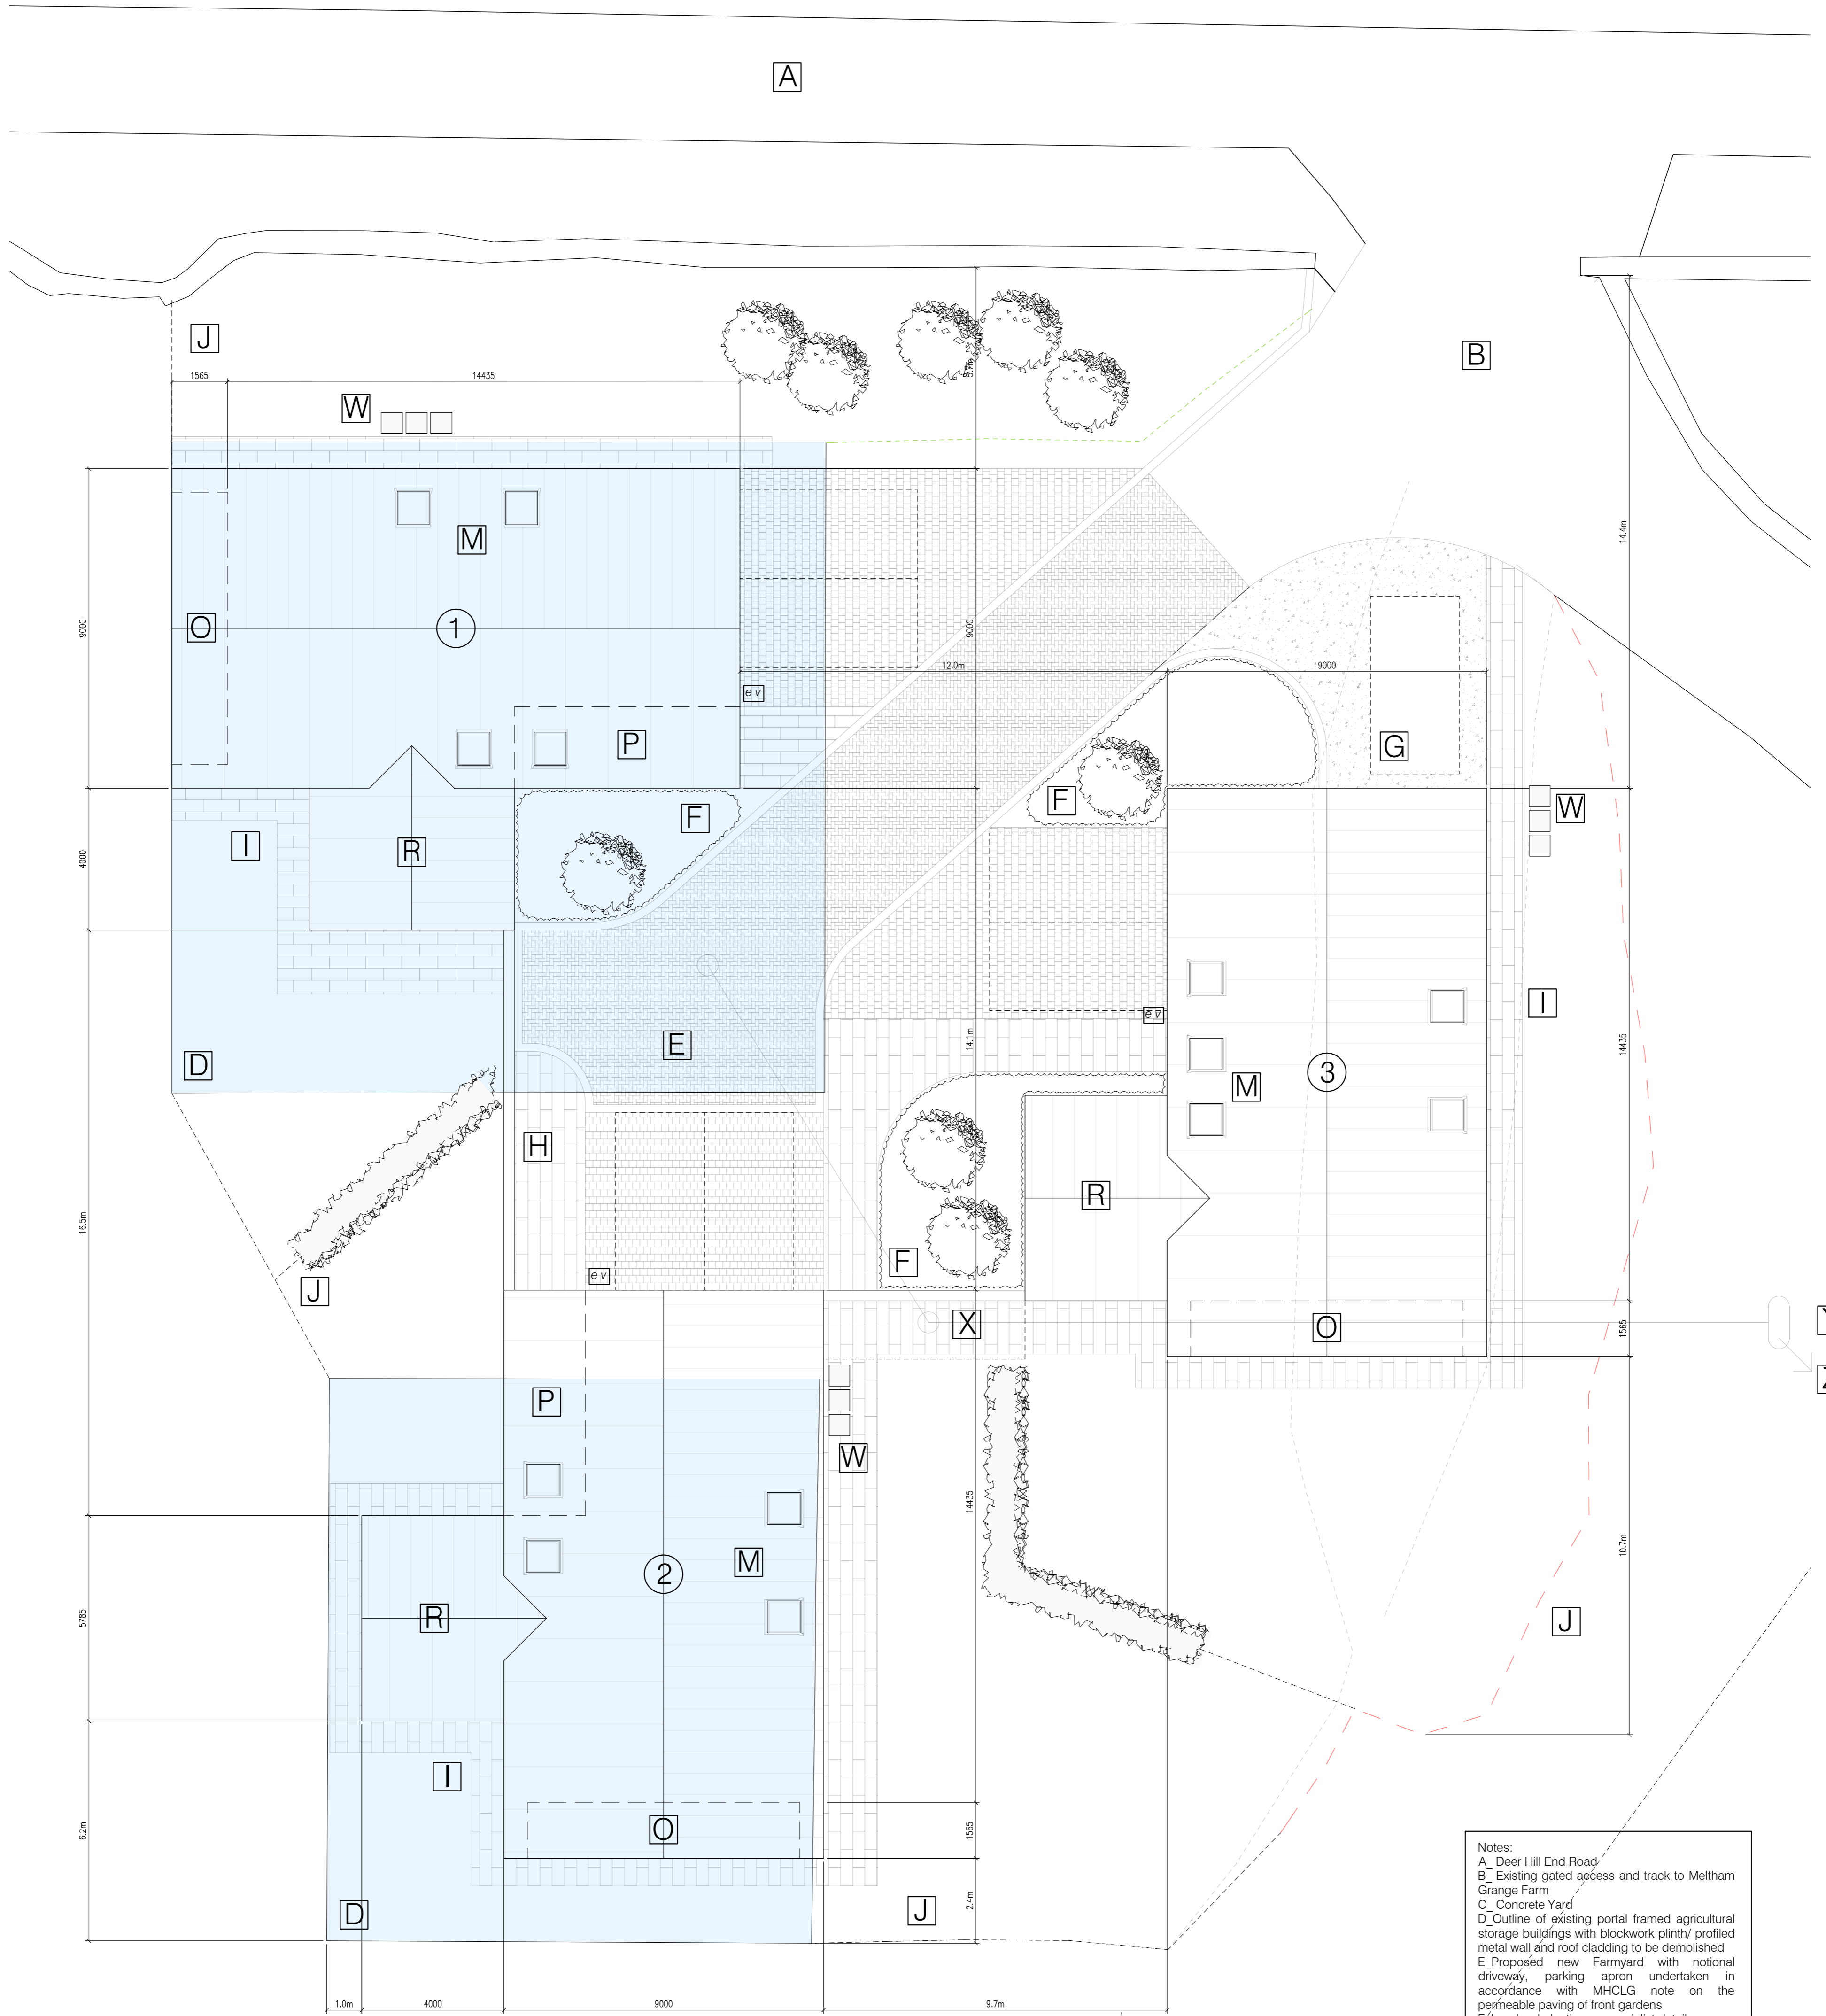 A
B
J
1565
14435
W
5.7m
14.4m
M
O
1
9000
9000
12.0m
9000
e v
P
G
F
F
W
I
R
4000
E
14.1m
e v
I
D
M
3
14435
H
R
16.5m
J
e v
F
X
O
1565
P
W
14435
M
2
10.7m
R
5785
J
I
6.2m
O
1565
D
J
2.4m
1.0m
4000
9000
9.7m
Notes:
A_ Deer Hill End Road
B_ Existing gated access and track to Meltham
Grange Farm
C_ Concrete Yard
D_Outline of existing portal framed agricultural
storage buildings with blockwork plinth/ profiled
metal wall and roof cladding to be demolished
E_Proposed new Farmyard with notional
driveway, parking apron undertaken in
accordance with MHCLG note on the
permeable paving of front gardens